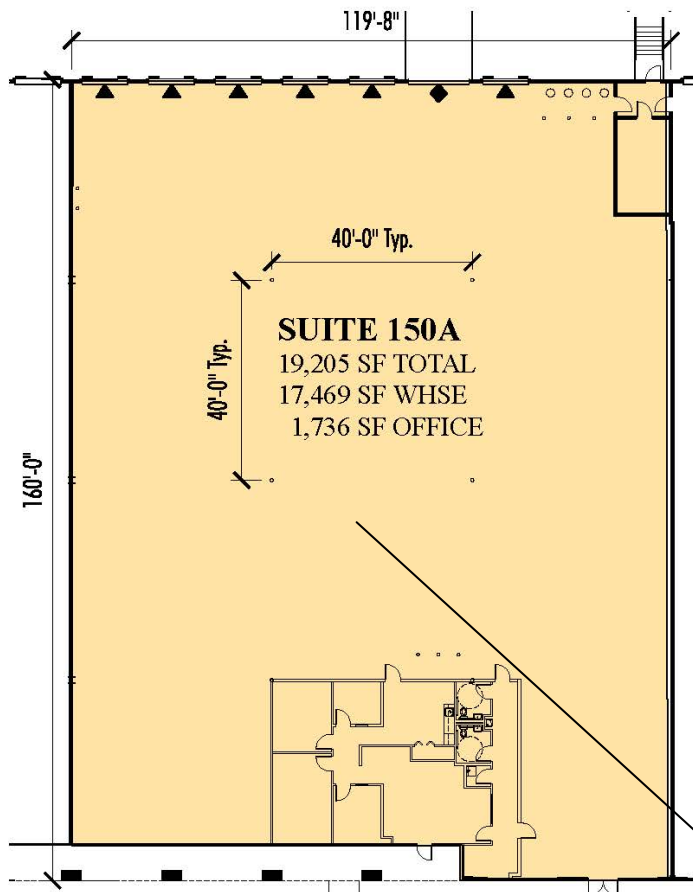 119'-8"
40'-0" Typ.
40'-0" Typ.
SUITE 150A
19,205 SF TOTAL
17,469 SF WHSE
1,736 SF OFFICE
160'-0"